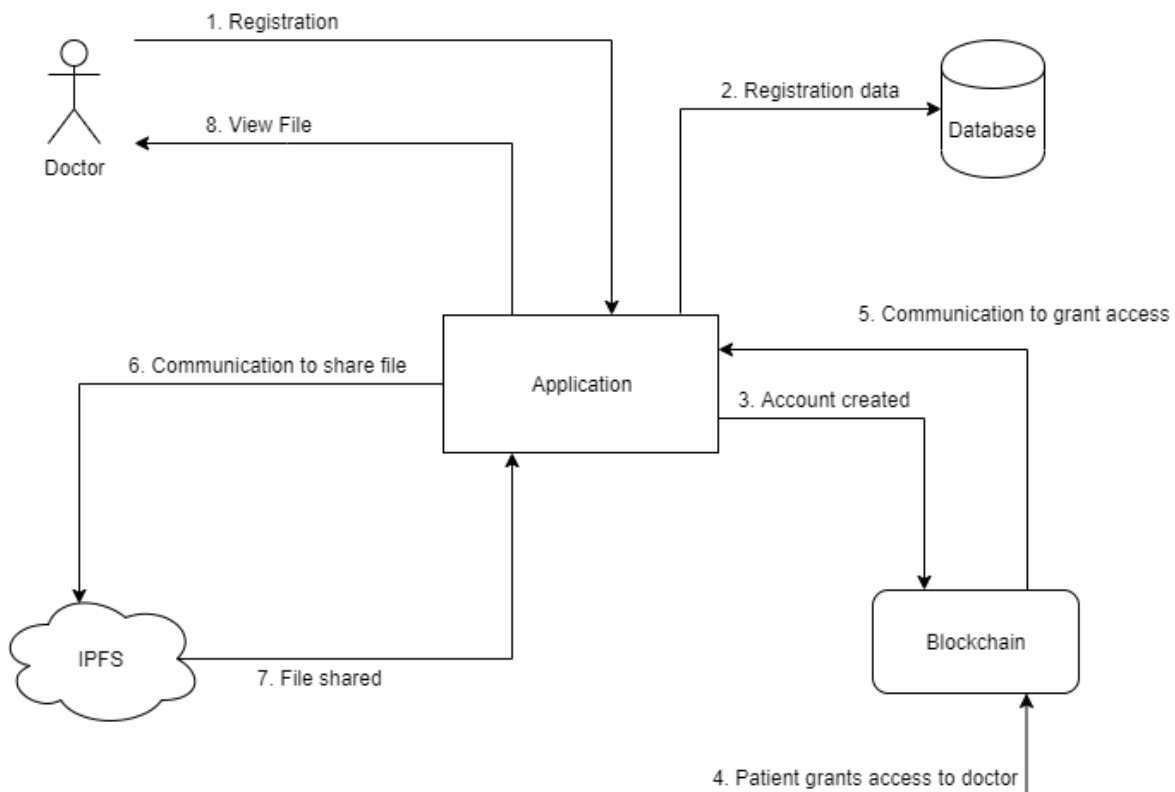 1. Registration
2. Registration data
8. View File
Database
Doctor
5. Communication to grant access
6. Communication to share file
Application
3. Account created
IPFS
Blockchain
7. File shared
4. Patient grants access to doctor